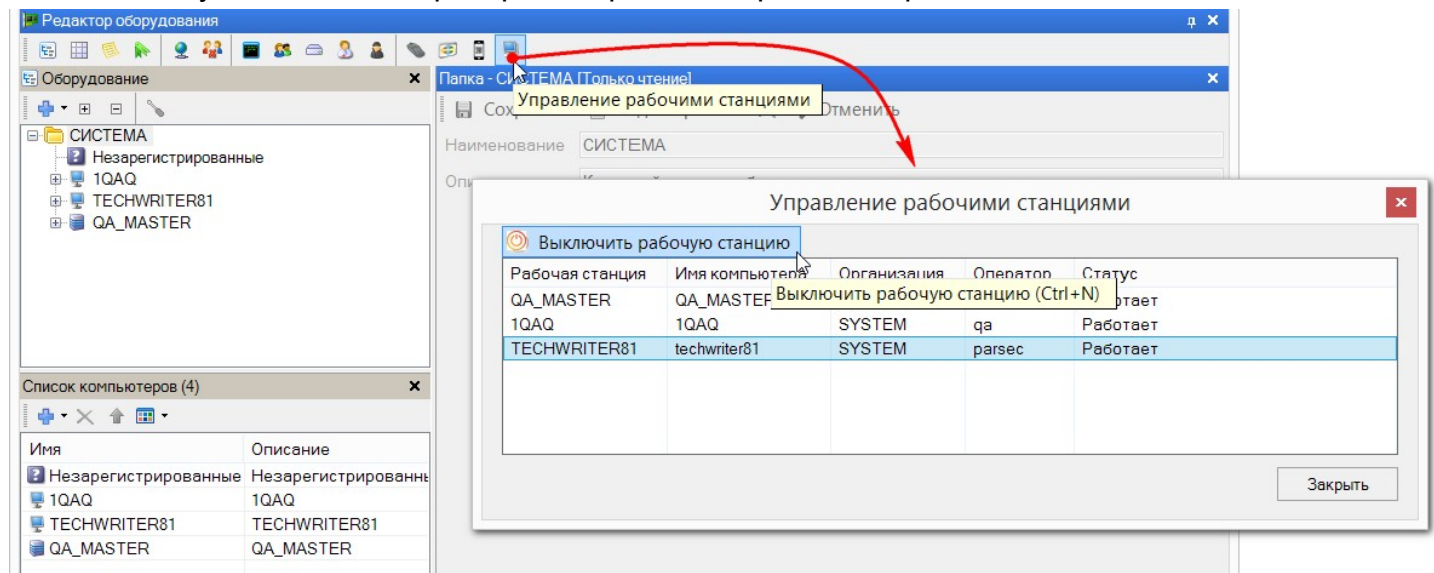 Редактор оборудования
Оборудование
Папка - СИСТЕМА [Только чтение]
Управление рабочими станциями
Отменить
СИСТЕМА
Незарегистрированные
1QAQ
TECHWRITER81
QA_MASTER
Наименование СИСТЕМА
Управление рабочими станциями
Выключить рабочую станцию
Рабочая станция Имя компьютера Организация Оператор Статус
Выключить рабочую станцию (Ctrl+N)
QA_MASTER QA_MASTER
1QAQ 1QAQ SYSTEM qa Работает
TECHWRITER81 techwriter81 SYSTEM parsec Работает
Закрыть
Список компьютеров (4)
Имя Описание
Незарегистрированные
1QAQ 1QAQ
TECHWRITER81 TECHWRITER81
QA_MASTER QA_MASTER